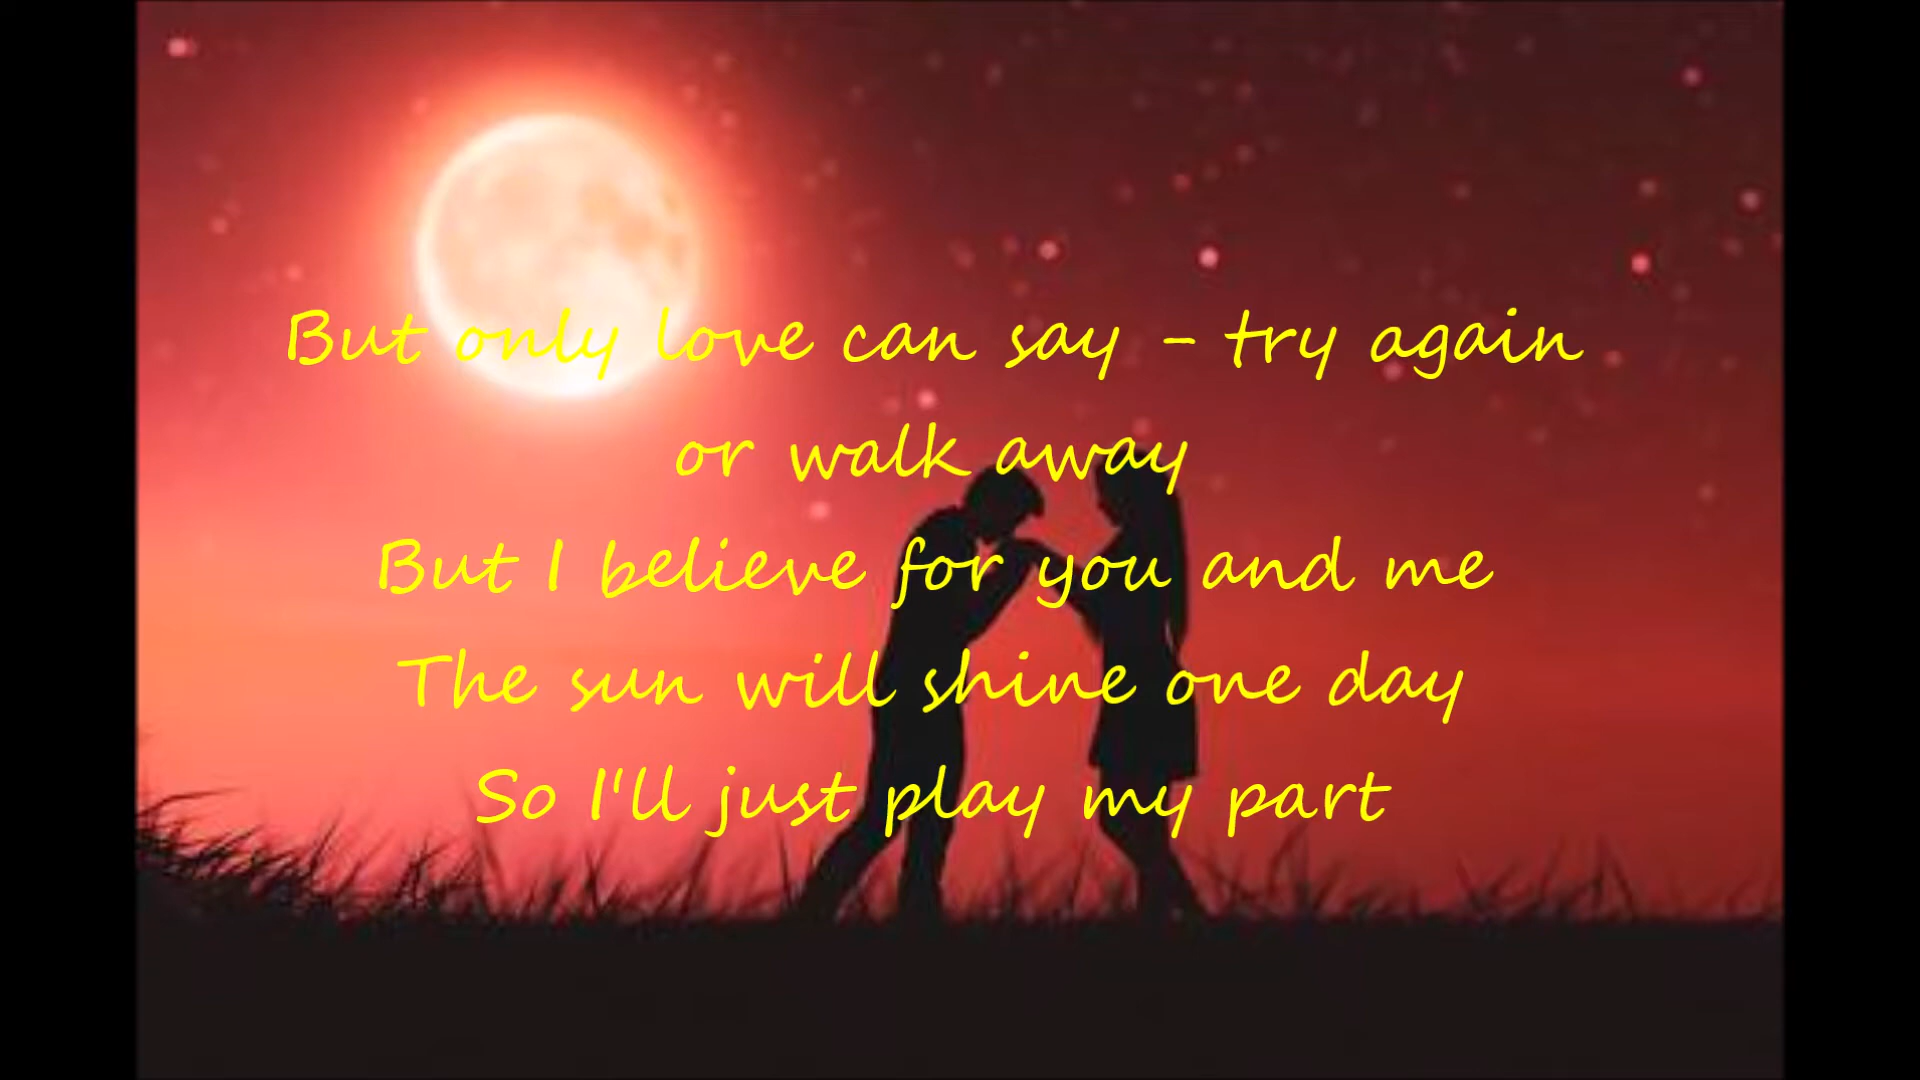 But only love can say - try again
or walk away
But I believe for you and me
The sun will shine one day
So I'll just play my part